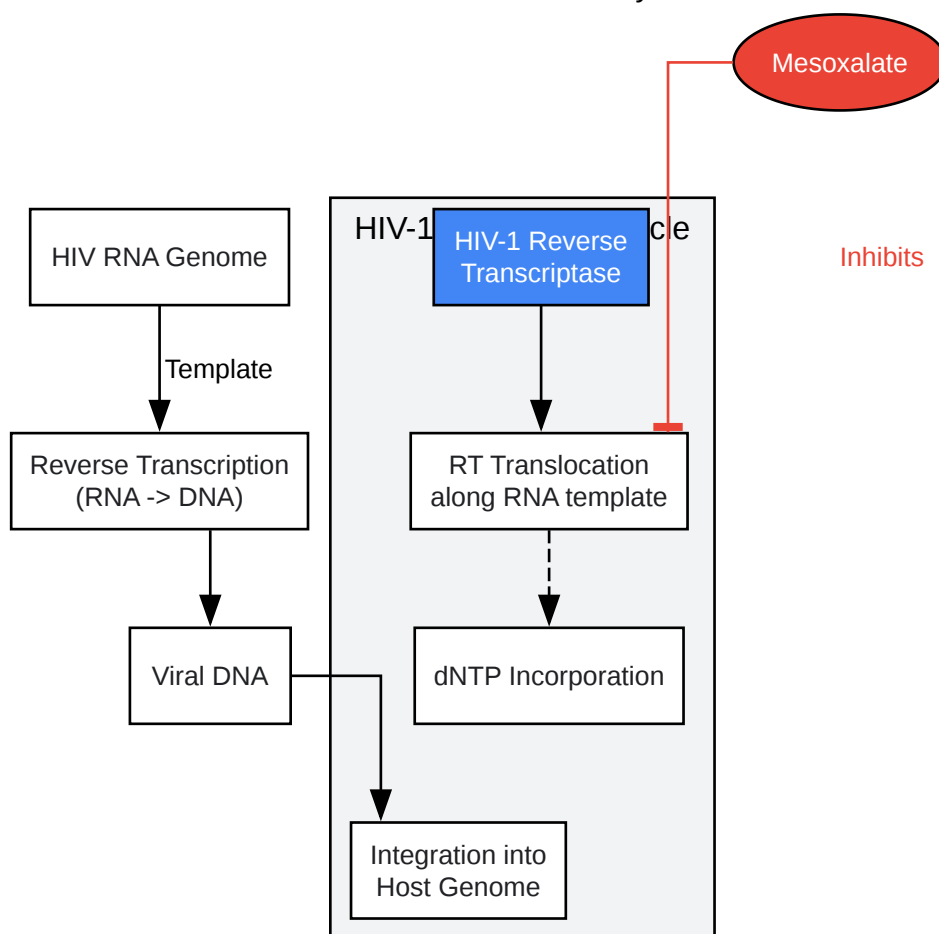 Mesoxalate
HIV-1
cle
HIV RNA Genome
HIV-1 Reverse
Transcriptase
Inhibits
Template
Reverse Transcription
(RNA -> DNA)
RT Translocation
along RNA template
Viral DNA
dNTP Incorporation
Integration into
Host Genome